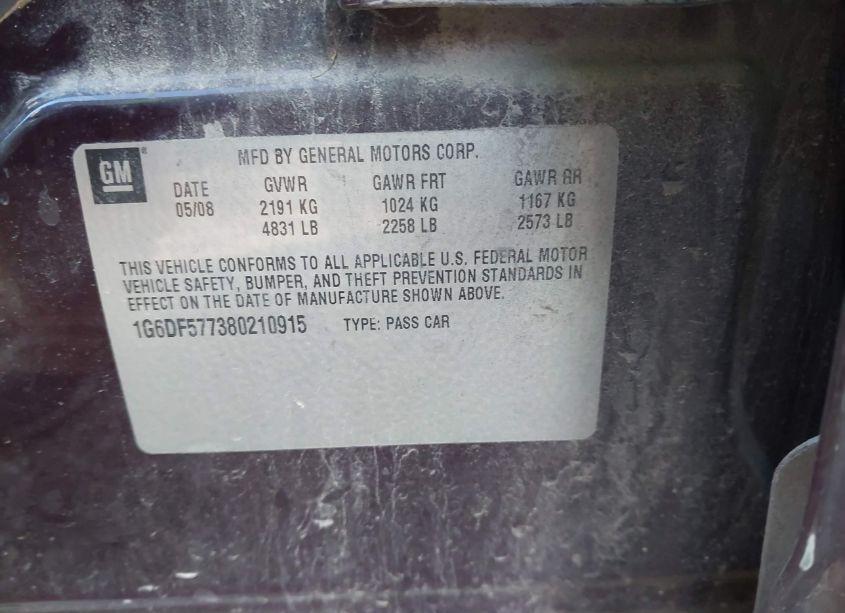 GM ®
MFD BY GENERAL MOTORS CORP.
DATE GVWR GAWR FRT GAWR RR
05/08 2191 KG 1024 KG 1167 KG
4831 LB 2258 LB 2573 LB
THIS VEHICLE CONFORMS TO ALL APPLICABLE U.S. FEDERAL MOTOR
VEHICLE SAFETY, BUMPER, AND THEFT PREVENTION STANDARDS IN
EFFECT ON THE DATE OF MANUFACTURE SHOWN ABOVE.
1G6DF577380210915 TYPE: PASS CAR